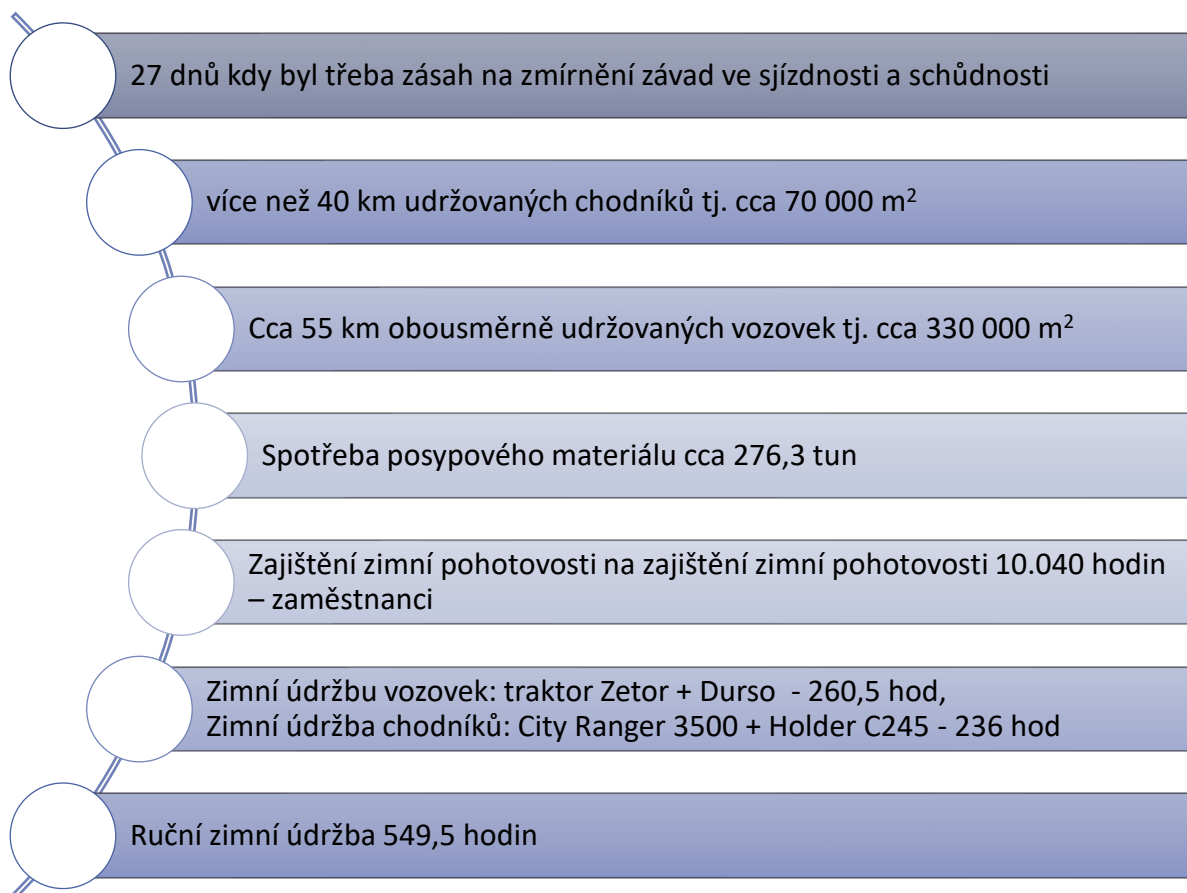 27 dnů kdy byl třeba zásah na zmírnění závad ve sjízdnosti a schůdnosti
více než 40 km udržovaných chodníků tj. cca 70 000 m²
Cca 55 km obousměrně udržovaných vozovek tj. cca 330 000 m²
Spotřeba posypového materiálu cca 276,3 tun
Zajištění zimní pohotovosti na zajištění zimní pohotovosti 10.040 hodin
– zaměstnanci
Zimní údržbu vozovek: traktor Zetor + Durso - 260,5 hod,
Zimní údržba chodníků: City Ranger 3500 + Holder C245 - 236 hod
Ruční zimní údržba 549,5 hodin